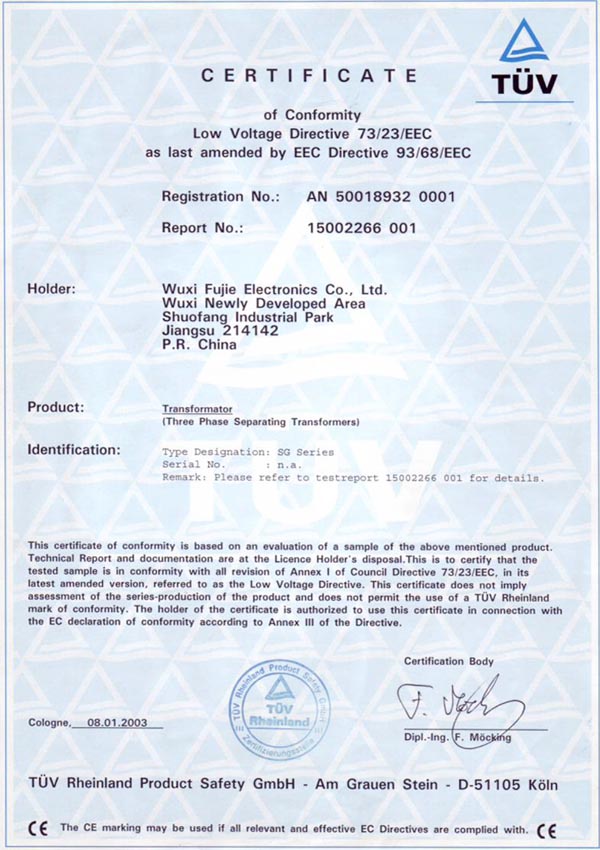 TÜV
CERTIFICATE
of Conformity
Low Voltage Directive 73/23/EEC
as last amended by EEC Directive 93/68/EEC
Registration No.: AN 50018932 0001
Report No.: 15002266 001
Holder: Wuxi Fujie Electronics Co., Ltd.
Wuxi Newly Developed Area
Shuofang Industrial Park
Jiangsu 214142
P.R. China
Product: Transformator
(Three Phase Separating Transformers)
Identification: Type Designation: SG Series
Serial No. : n.a.
Remark: Please refer to testreport 15002266 001 for details.
TÜV
This certificate of conformity is based on an evaluation of a sample of the above mentioned product.
Technical Report and documentation are at the Licence Holder's disposal.This is to certify that the
tested sample is in conformity with all revision of Annex I of Council Directive 73/23/EEC, in its
latest amended version, referred to as the Low Voltage Directive. This certificate does not imply
assessment of the series-production of the product and does not permit the use of a TÜV Rheinland
mark of conformity. The holder of the certificate is authorized to use this certificate in connection with
the EC declaration of conformity according to Annex III of the Directive.
Certification Body
TÜV Rheinland Product Safety GmbH
TÜV
Rheinland
Zertifizierungsstelle
Cologne, 08.01.2003
F. Möcking
Dipl.-Ing. F. Möcking
TÜV Rheinland Product Safety GmbH - Am Grauen Stein - D-51105 Köln
CE The CE marking may be used if all relevant and effective EC Directives are complied with. CE